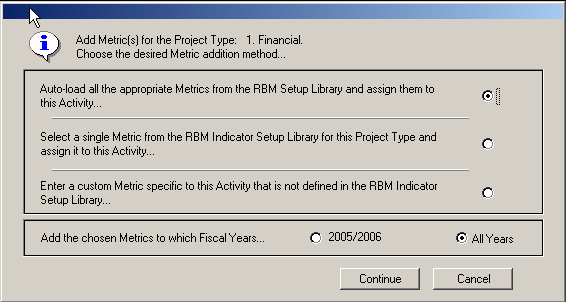 Add Metric(s) for the Project Type: 1. Financial.
Choose the desired Metric addition method...
Auto-load all the appropriate Metrics from the RBM Setup Library and assign them to
this Activity...
Select a single Metric from the RBM Indicator Setup Library for this Project Type and
assign it to this Activity...
Enter a custom Metric specific to this Activity that is not defined in the RBM Indicator
Setup Library...
Add the chosen Metrics to which Fiscal Years... 2005/2006 All Years
Continue Cancel